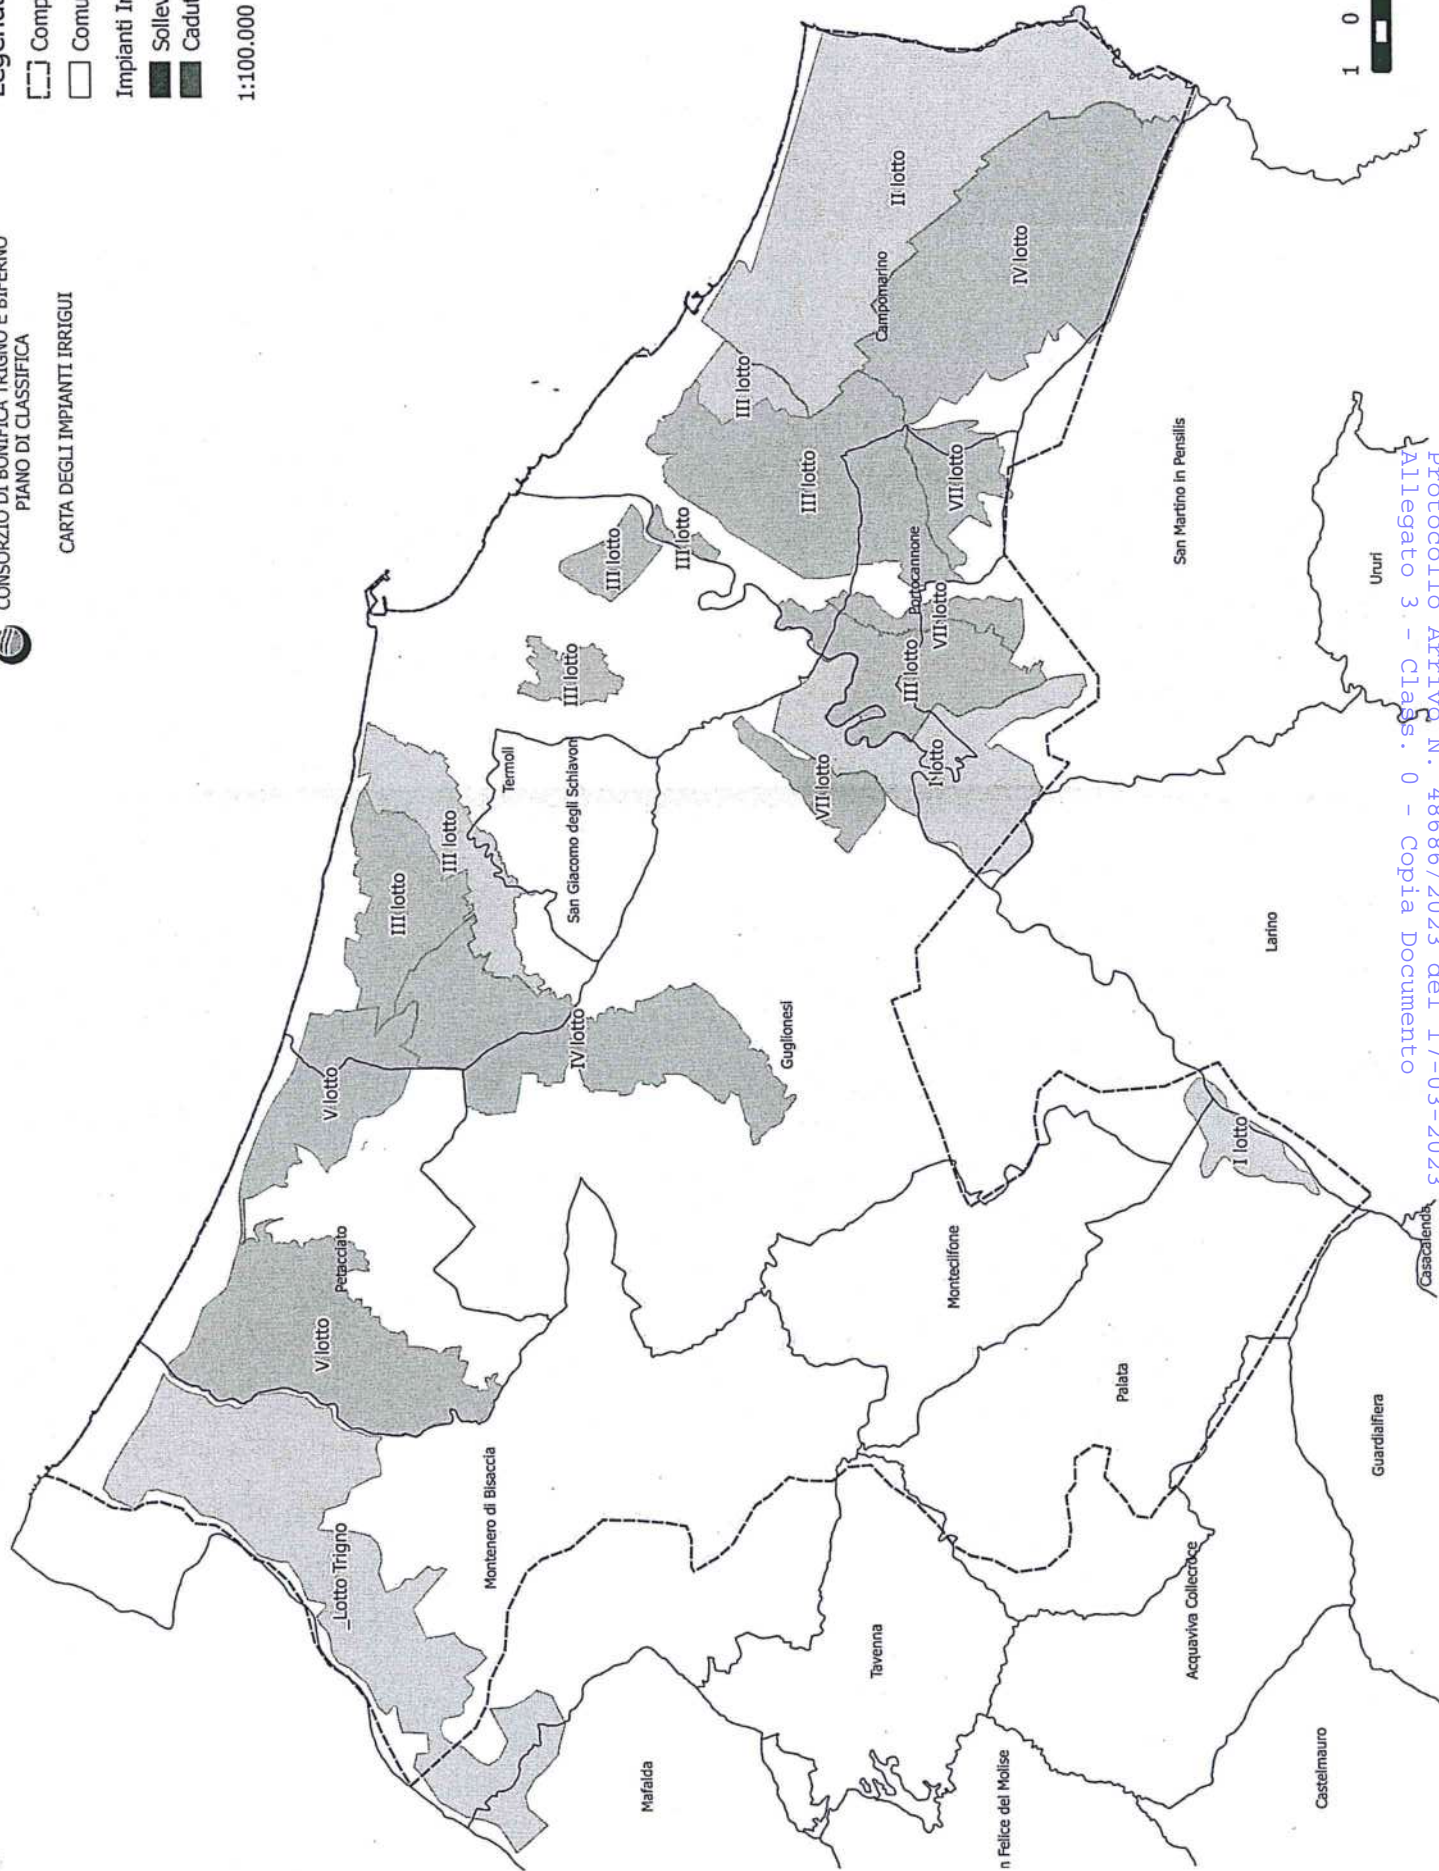 CONSORZIO DI BONIFICA TRIGNO E BIFERNO
PIANO DI CLASSIFICA
CARTA DEGLI IMPIANTI IRRIGUI
Legenda
Comp
Comu
Impianti Ir
Sollev
Cadut
1:100.000
1 0
_Lotto Trigno
V lotto
Petacciato
V lotto
III lotto
III lotto
Termoli
San Giacomo degli Schiavon
IV lotto
III lotto
III lotto
III lotto
III lotto
III lotto
II lotto
Campomarino
IV lotto
VII lotto
Portocannone
VII lotto
III lotto
I lotto
VII lotto
Guglionesi
Montenero di Bisaccia
Mafalda
Tavenna
Montecilfone
Palata
I lotto
Larino
San Martino in Pensilis
Ururi
Acquaviva Collecroce
n Felice del Molise
Castelmauro
Guardialfiera
Casacalenda
Protocollo Arrivo N. 48686/2023 del 17-03-2023
Allegato 3 - Class. 0 - Copia Documento